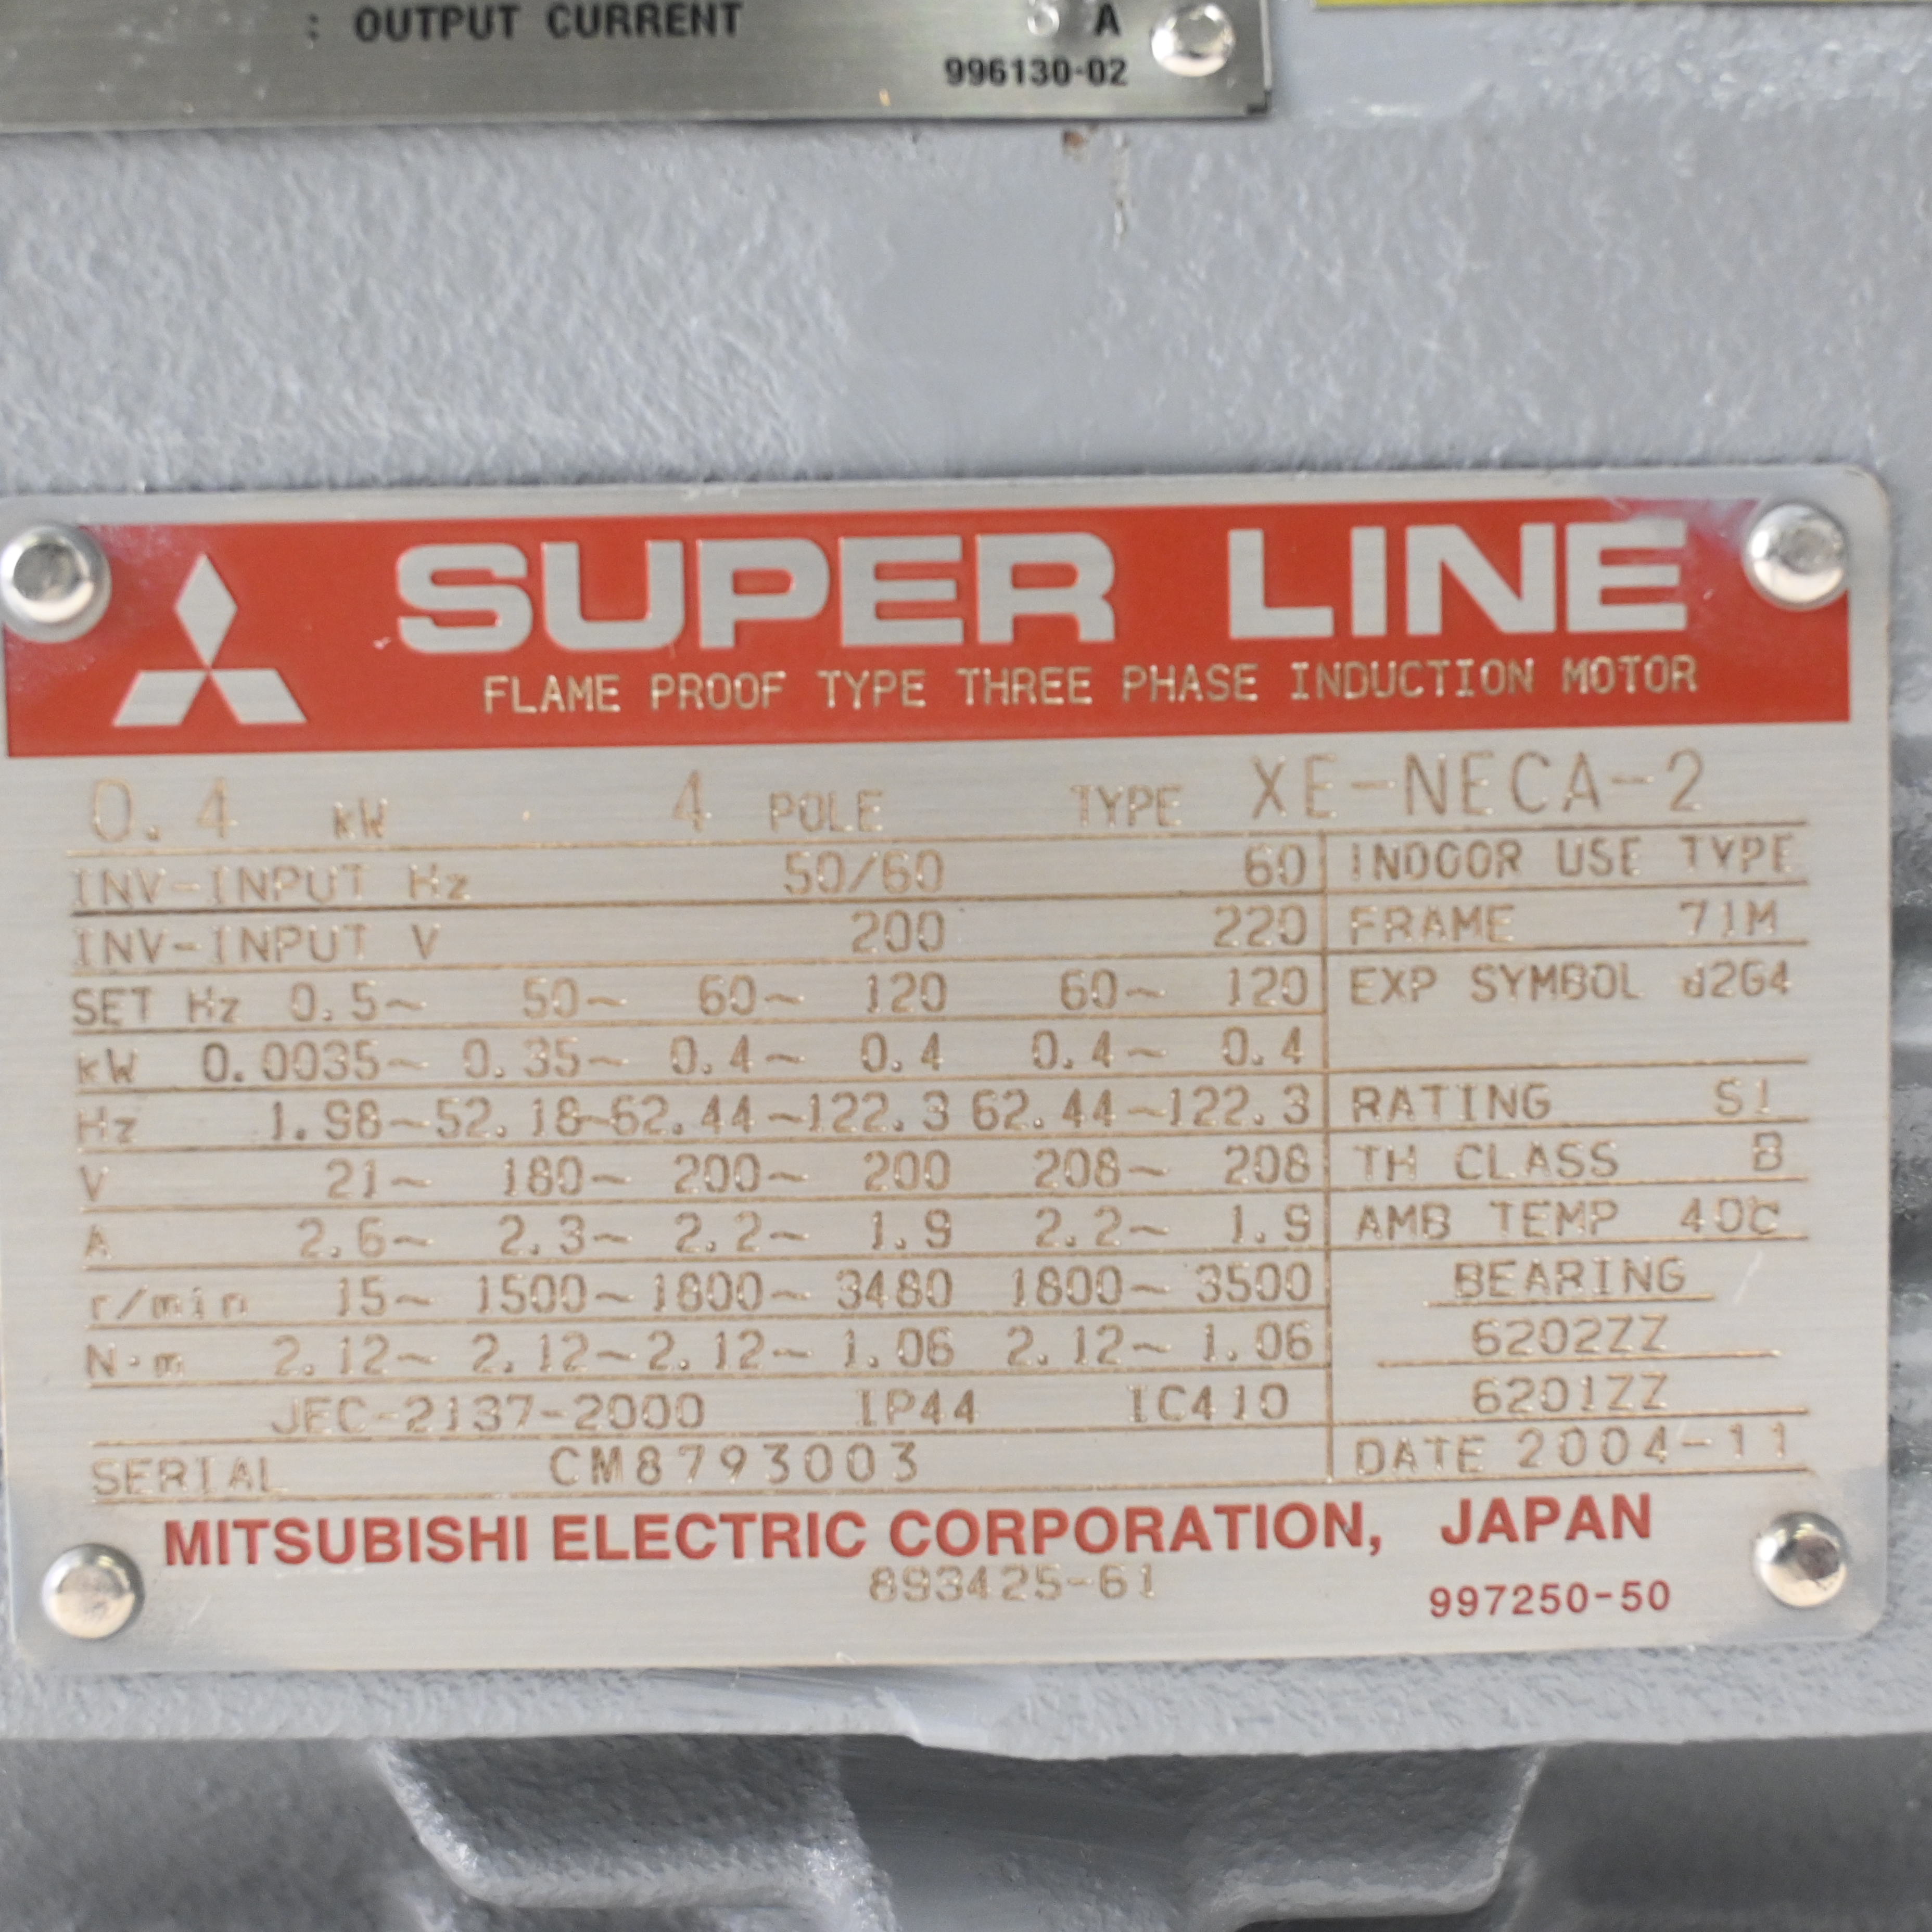 : OUTPUT CURRENT A
996130-02
SUPER LINE
FLAME PROOF TYPE THREE PHASE INDUCTION MOTOR
0.4 kW 4 POLE TYPE XE-NECA-2
INV-INPUT Hz 50/60 60 INDOOR USE TYPE
INV-INPUT V 200 220 FRAME 71M
SET Hz 0.5~ 50~ 60~ 120 60~ 120 EXP SYMBOL d2G4
kW 0.0035~ 0.35~ 0.4~ 0.4 0.4~ 0.4
Hz 1.98~52.18~62.44~122.3 62.44~122.3 RATING S1
V 21~ 180~ 200~ 200 208~ 208 TH CLASS B
A 2.6~ 2.3~ 2.2~ 1.9 2.2~ 1.9 AMB TEMP 40℃
r/min 15~ 1500~1800~ 3480 1800~ 3500 BEARING
N·m 2.12~ 2.12~2.12~ 1.06 2.12~ 1.06 6202ZZ
JEC-2137-2000 IP44 IC410 6201ZZ
SERIAL CM8793003 DATE 2004-11
MITSUBISHI ELECTRIC CORPORATION, JAPAN
893425-61
997250-50